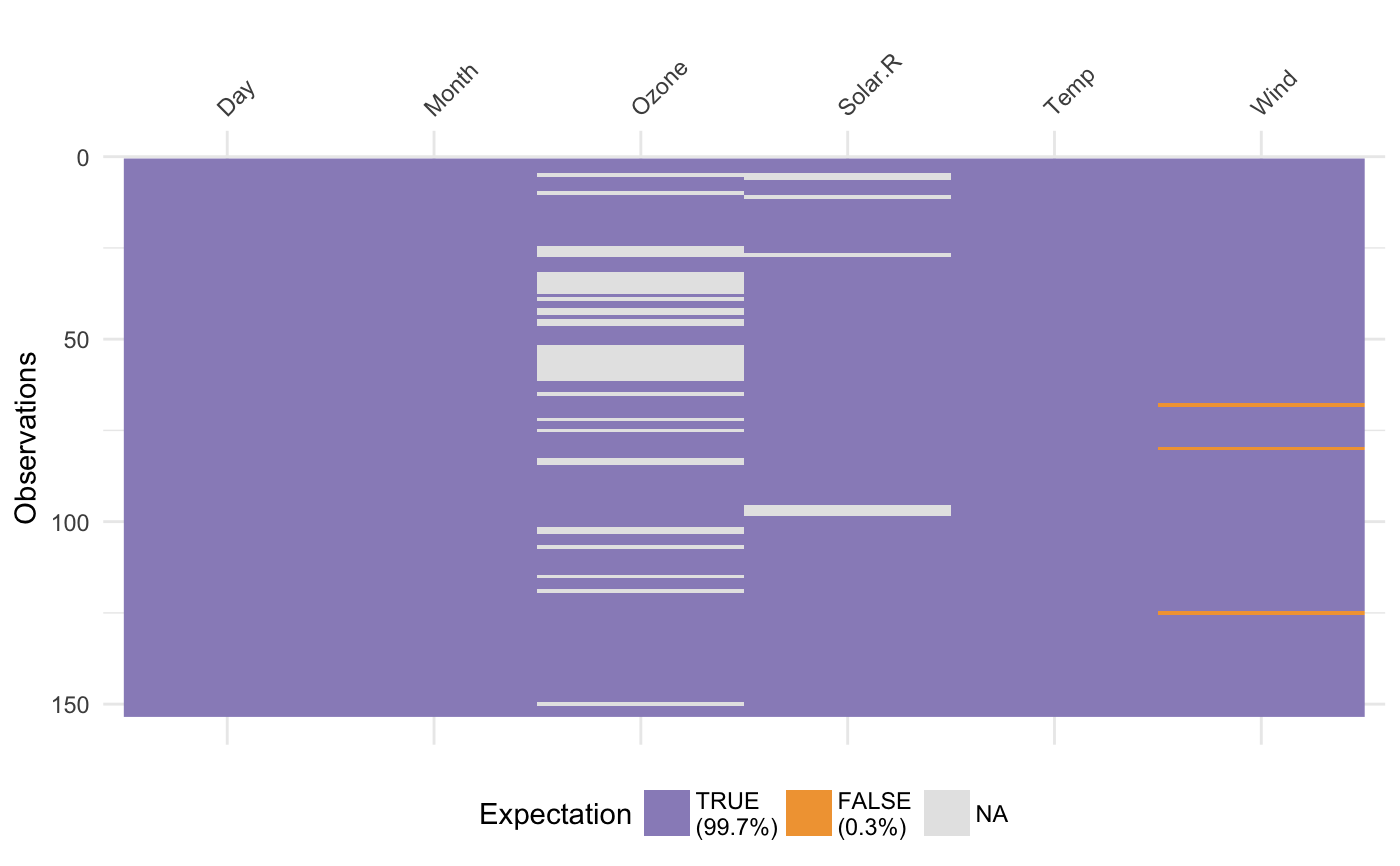 Day
Month
Ozone
Solar.R
Temp
Wind
0
50
100
150
Observations
Expectation
TRUE
(99.7%)
FALSE
(0.3%)
NA